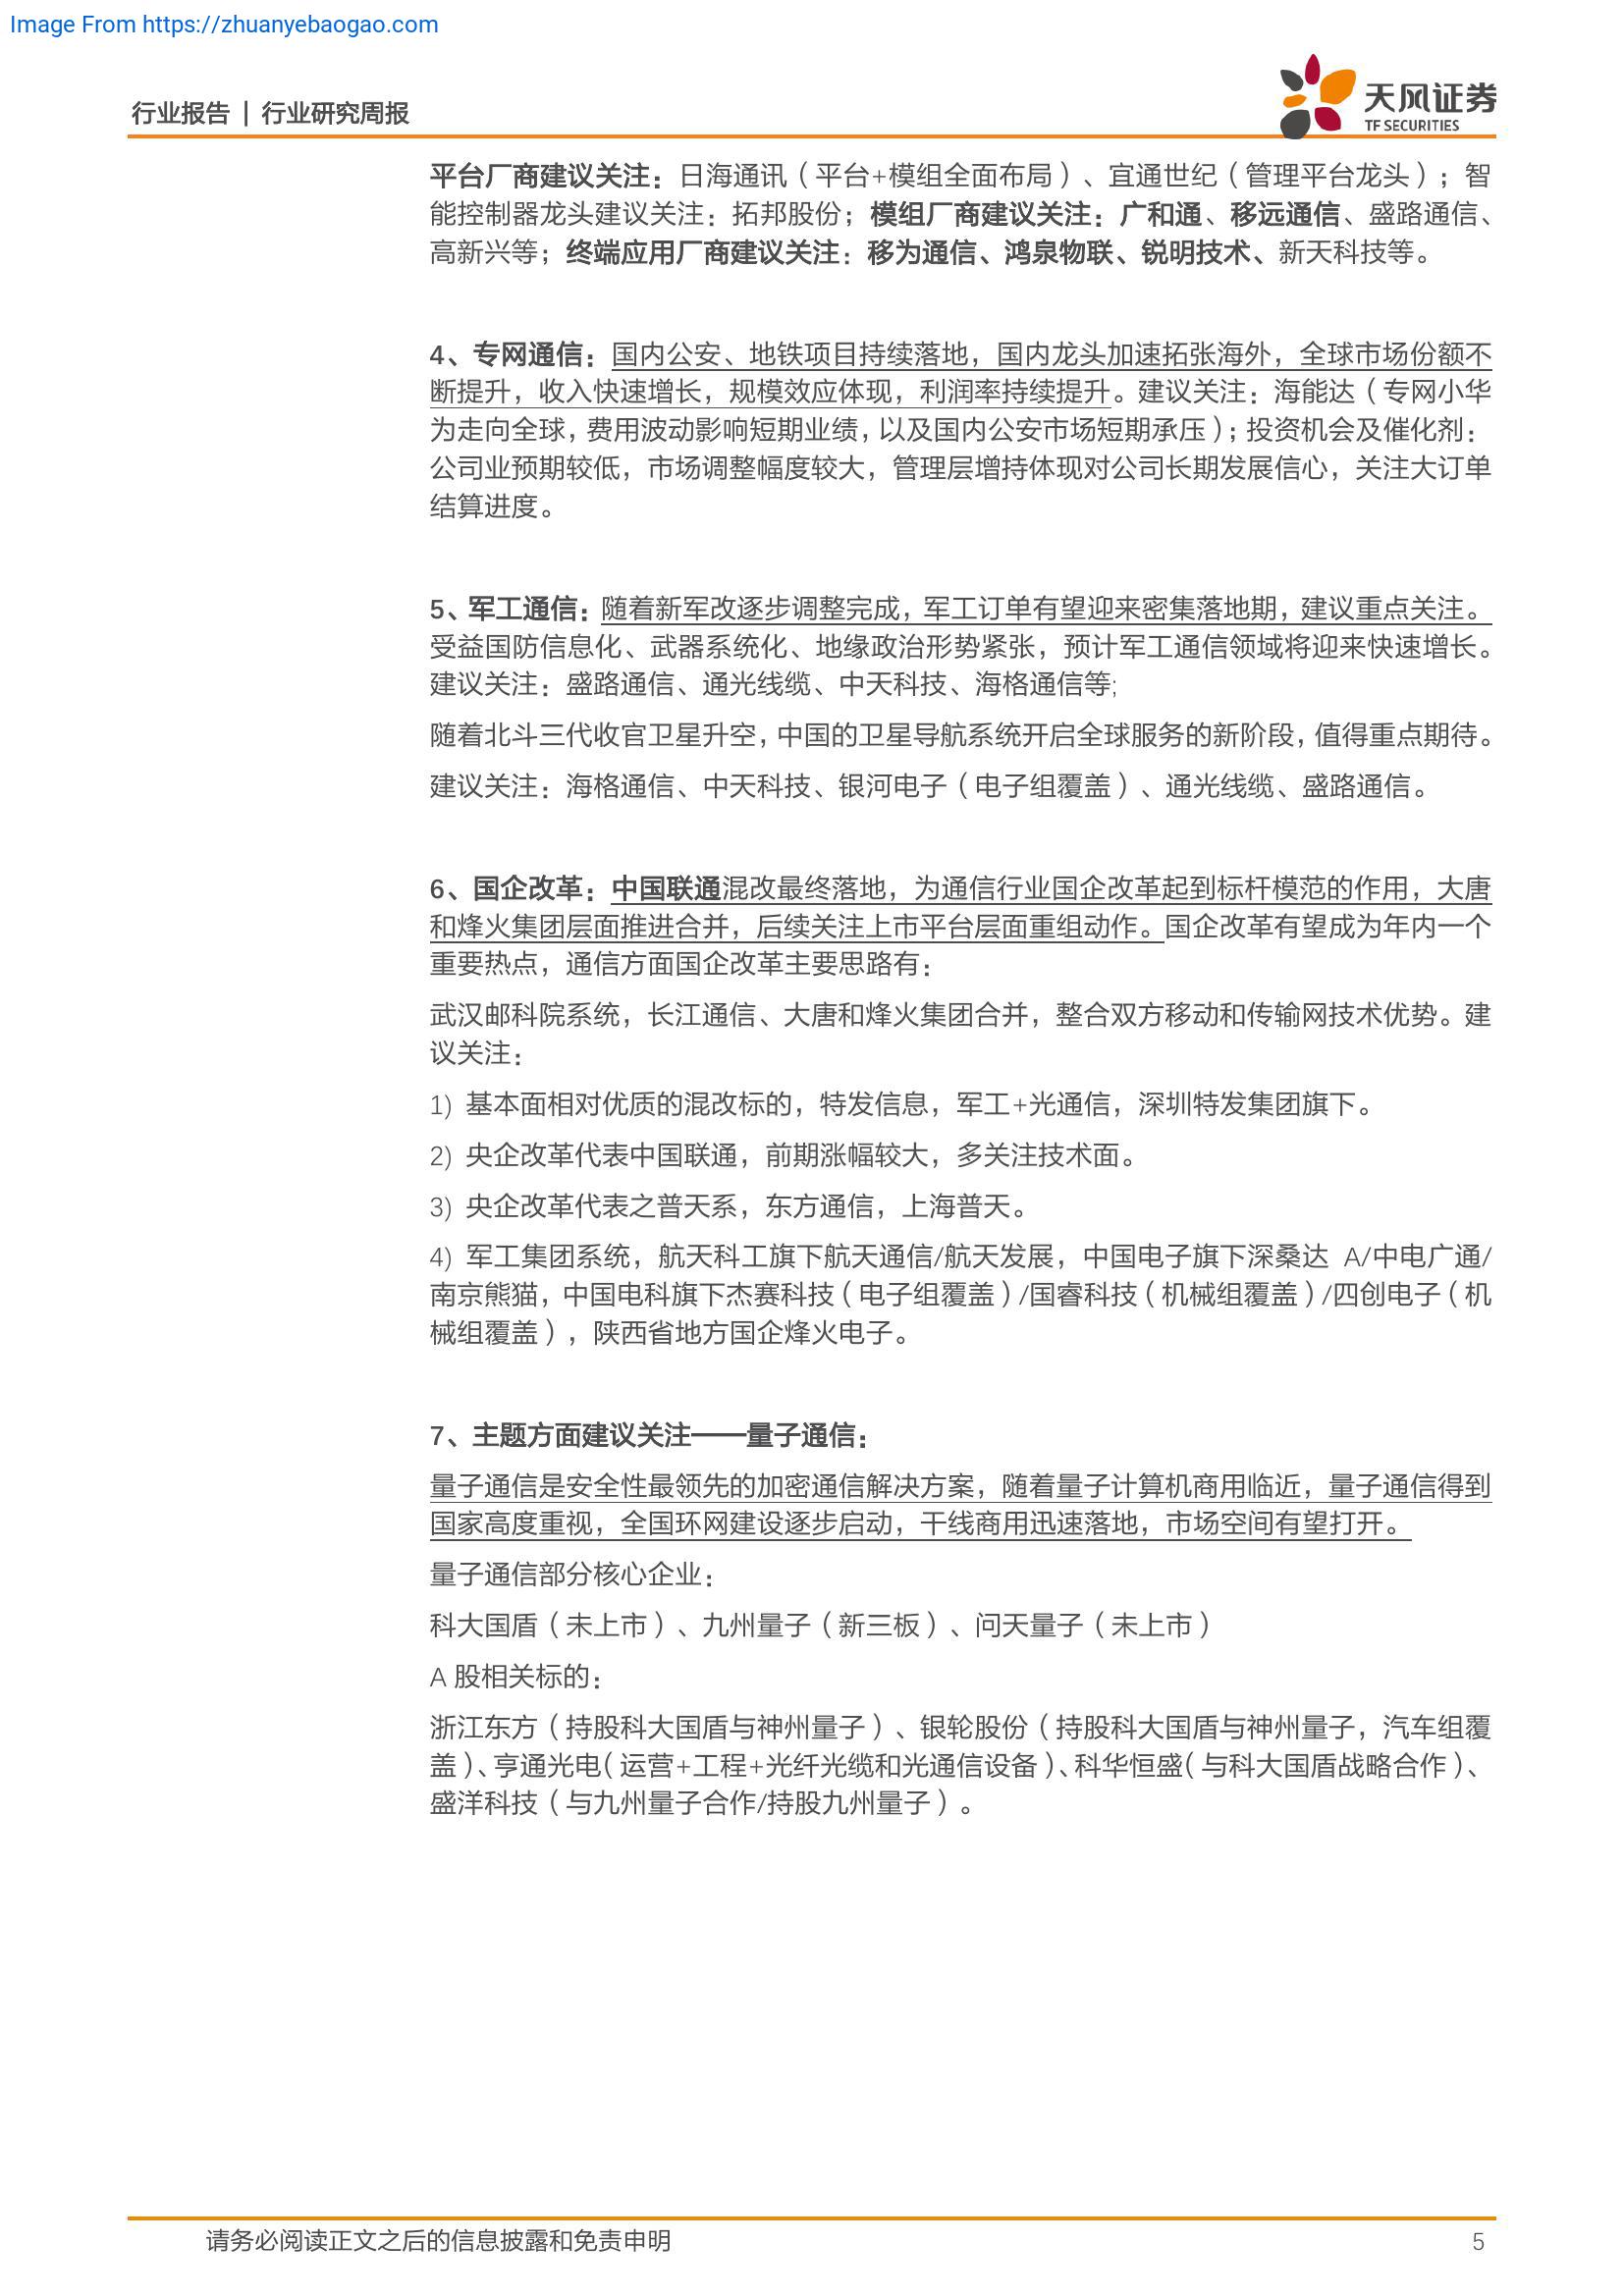 Image From https://zhuanyebaogao.com
行业报告 | 行业研究周报
天风证券
TF SECURITIES
平台厂商建议关注：日海通讯（平台+模组全面布局）、宜通世纪（管理平台龙头）；智
能控制器龙头建议关注：拓邦股份；模组厂商建议关注：广和通、移远通信、盛路通信、
高新兴等；终端应用厂商建议关注：移为通信、鸿泉物联、锐明技术、新天科技等。
4、专网通信：国内公安、地铁项目持续落地，国内龙头加速拓张海外，全球市场份额不
断提升，收入快速增长，规模效应体现，利润率持续提升。建议关注：海能达（专网小华
为走向全球，费用波动影响短期业绩，以及国内公安市场短期承压）；投资机会及催化剂：
公司业预期较低，市场调整幅度较大，管理层增持体现对公司长期发展信心，关注大订单
结算进度。
5、军工通信：随着新军改逐步调整完成，军工订单有望迎来密集落地期，建议重点关注。
受益国防信息化、武器系统化、地缘政治形势紧张，预计军工通信领域将迎来快速增长。
建议关注：盛路通信、通光线缆、中天科技、海格通信等;
随着北斗三代收官卫星升空，中国的卫星导航系统开启全球服务的新阶段，值得重点期待。
建议关注：海格通信、中天科技、银河电子（电子组覆盖）、通光线缆、盛路通信。
6、国企改革：中国联通混改最终落地，为通信行业国企改革起到标杆模范的作用，大唐
和烽火集团层面推进合并，后续关注上市平台层面重组动作。国企改革有望成为年内一个
重要热点，通信方面国企改革主要思路有：
武汉邮科院系统，长江通信、大唐和烽火集团合并，整合双方移动和传输网技术优势。建
议关注：
1) 基本面相对优质的混改标的，特发信息，军工+光通信，深圳特发集团旗下。
2) 央企改革代表中国联通，前期涨幅较大，多关注技术面。
3) 央企改革代表之普天系，东方通信，上海普天。
4) 军工集团系统，航天科工旗下航天通信/航天发展，中国电子旗下深桑达 A/中电广通/
南京熊猫，中国电科旗下杰赛科技（电子组覆盖）/国睿科技（机械组覆盖）/四创电子（机
械组覆盖），陕西省地方国企烽火电子。
7、主题方面建议关注——量子通信：
量子通信是安全性最领先的加密通信解决方案，随着量子计算机商用临近，量子通信得到
国家高度重视，全国环网建设逐步启动，干线商用迅速落地，市场空间有望打开。
量子通信部分核心企业：
科大国盾（未上市）、九州量子（新三板）、问天量子（未上市）
A 股相关标的：
浙江东方（持股科大国盾与神州量子）、银轮股份（持股科大国盾与神州量子，汽车组覆
盖）、亨通光电（运营+工程+光纤光缆和光通信设备）、科华恒盛（与科大国盾战略合作）、
盛洋科技（与九州量子合作/持股九州量子）。
请务必阅读正文之后的信息披露和免责申明
5